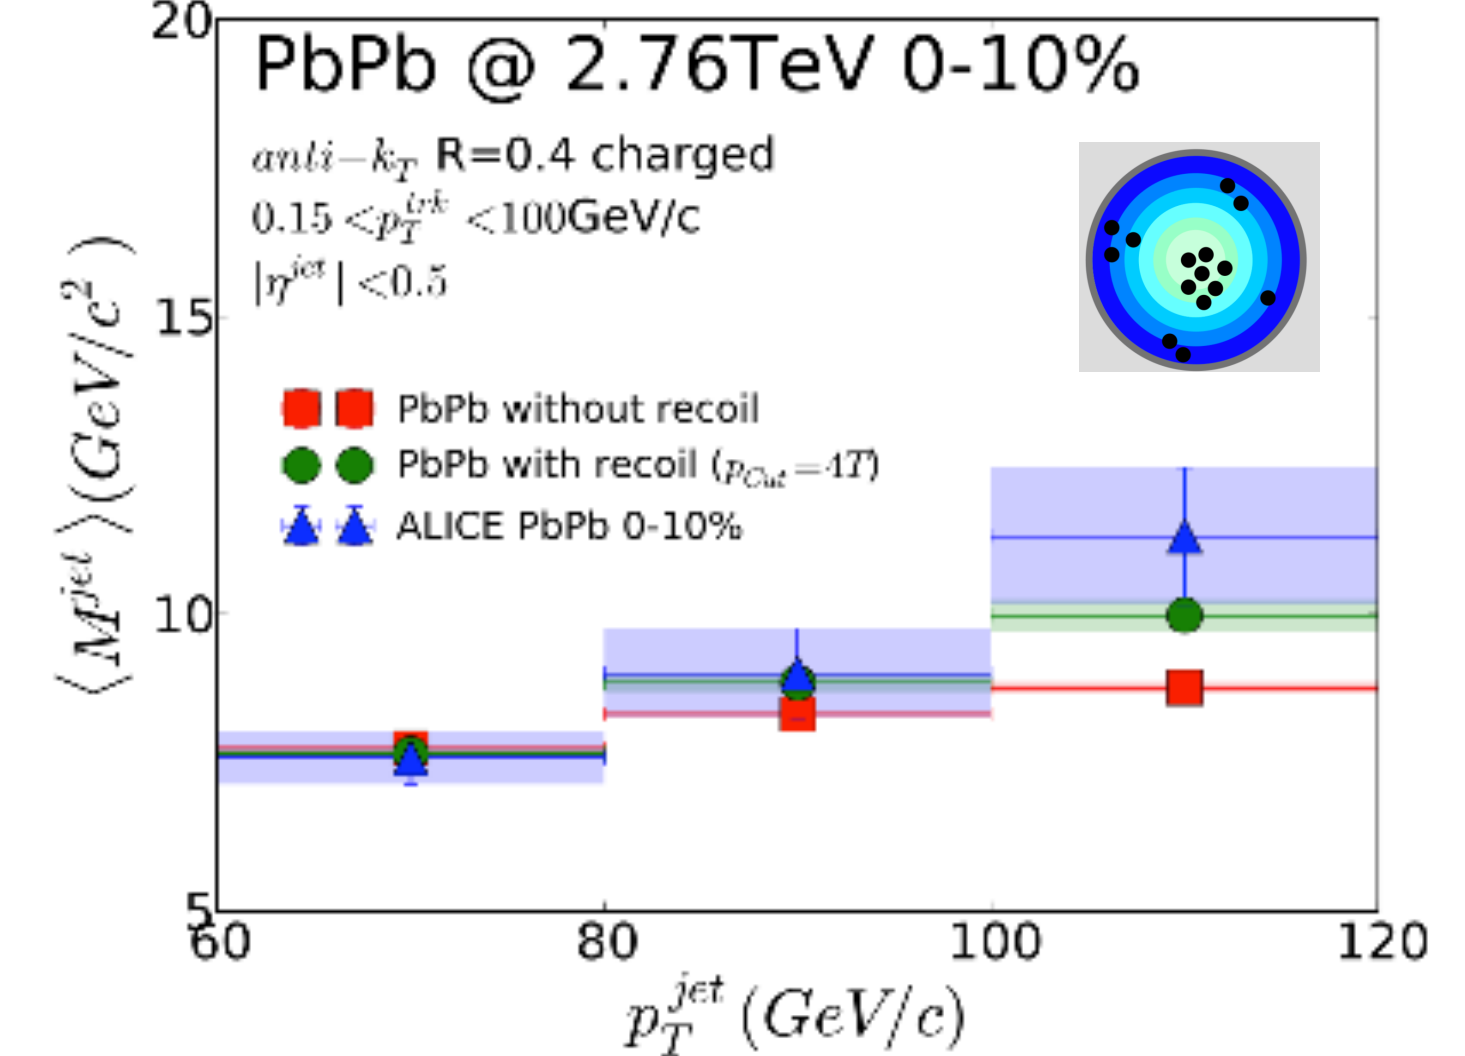 PbPb @ 2.76TeV 0-10%
anti−k_T R=0.4 charged
0.15 <p_T^{trk} <100GeV/c
|η^{jet}| <0.5
PbPb without recoil
PbPb with recoil (p_{Cut}=4T)
ALICE PbPb 0-10%
⟨M^{jet}⟩(GeV/c^2)
20
15
10
5
60 80 100 120
p_T^{jet} (GeV/c)